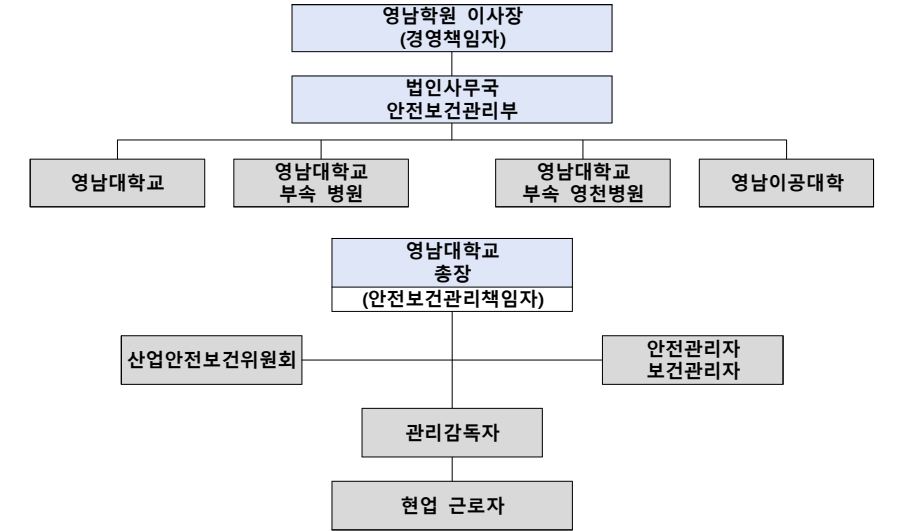 영남학원 이사장
(경영책임자)
법인사무국
안전보건관리부
영남대학교
영남대학교
부속 병원
영남대학교
부속 영천병원
영남이공대학
영남대학교
총장
(안전보건관리책임자)
산업안전보건위원회
안전관리자
보건관리자
관리감독자
현업 근로자